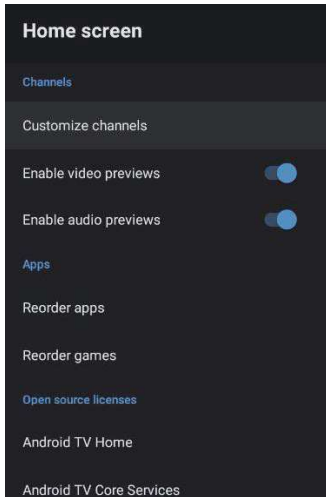 Home screen
Channels
Customize channels
Enable video previews
Enable audio previews
Apps
Reorder apps
Reorder games
Open source licenses
Android TV Home
Android TV Core Services